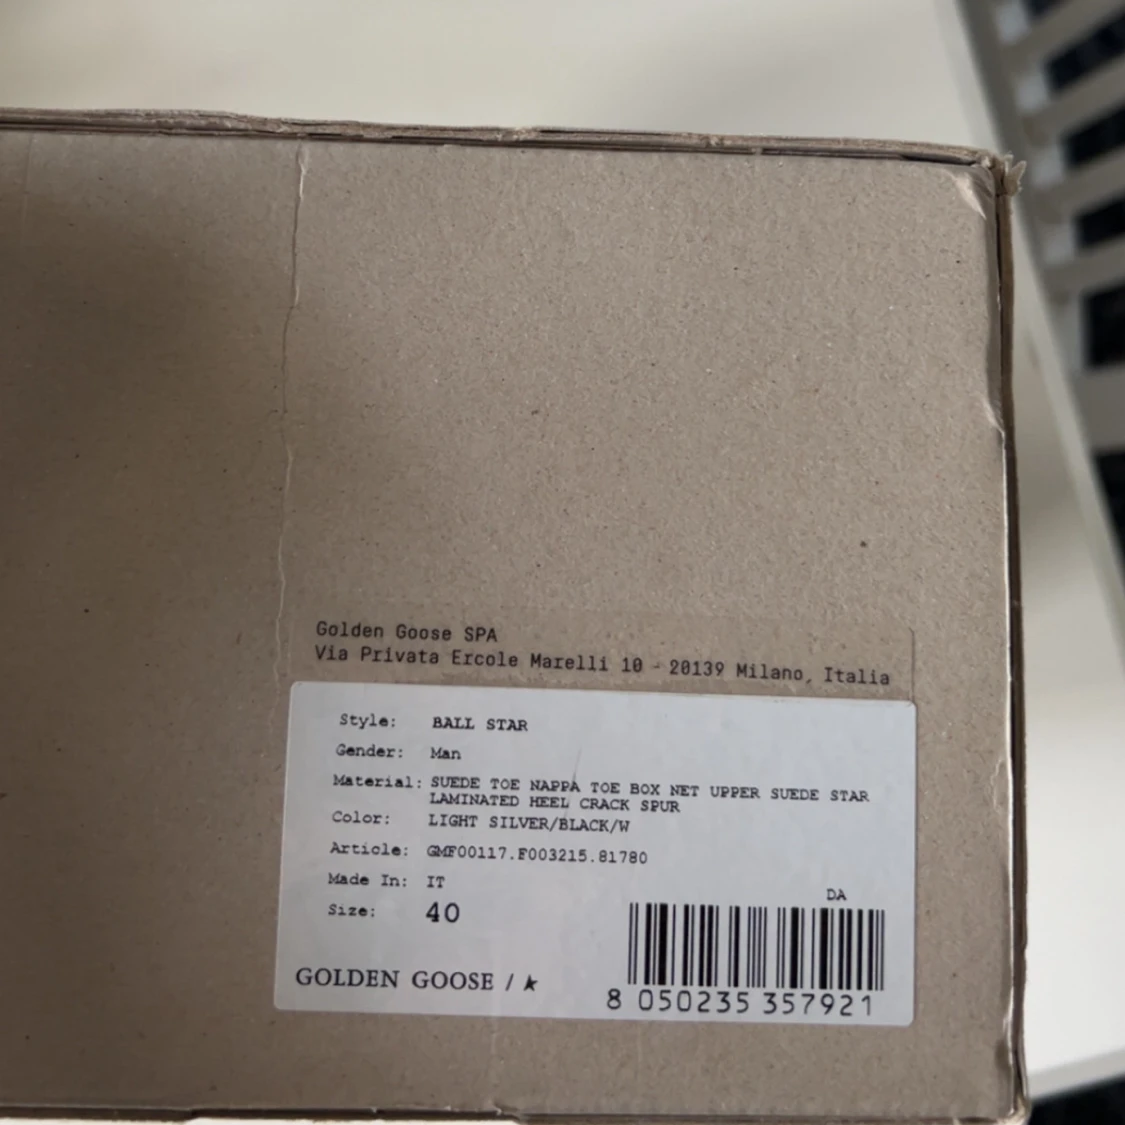 Golden Goose SPA
Via Privata Ercole Marelli 10 - 20139 Milano, Italia
Style: BALL STAR
Gender: Man
Material: SUEDE TOE NAPPA TOE BOX NET UPPER SUEDE STAR
LAMINATED HEEL CRACK SPUR
Color: LIGHT SILVER/BLACK/W
Article: GMF00117.F003215.81780
Made In: IT
DA
Size: 40
GOLDEN GOOSE /
8 050235 357921